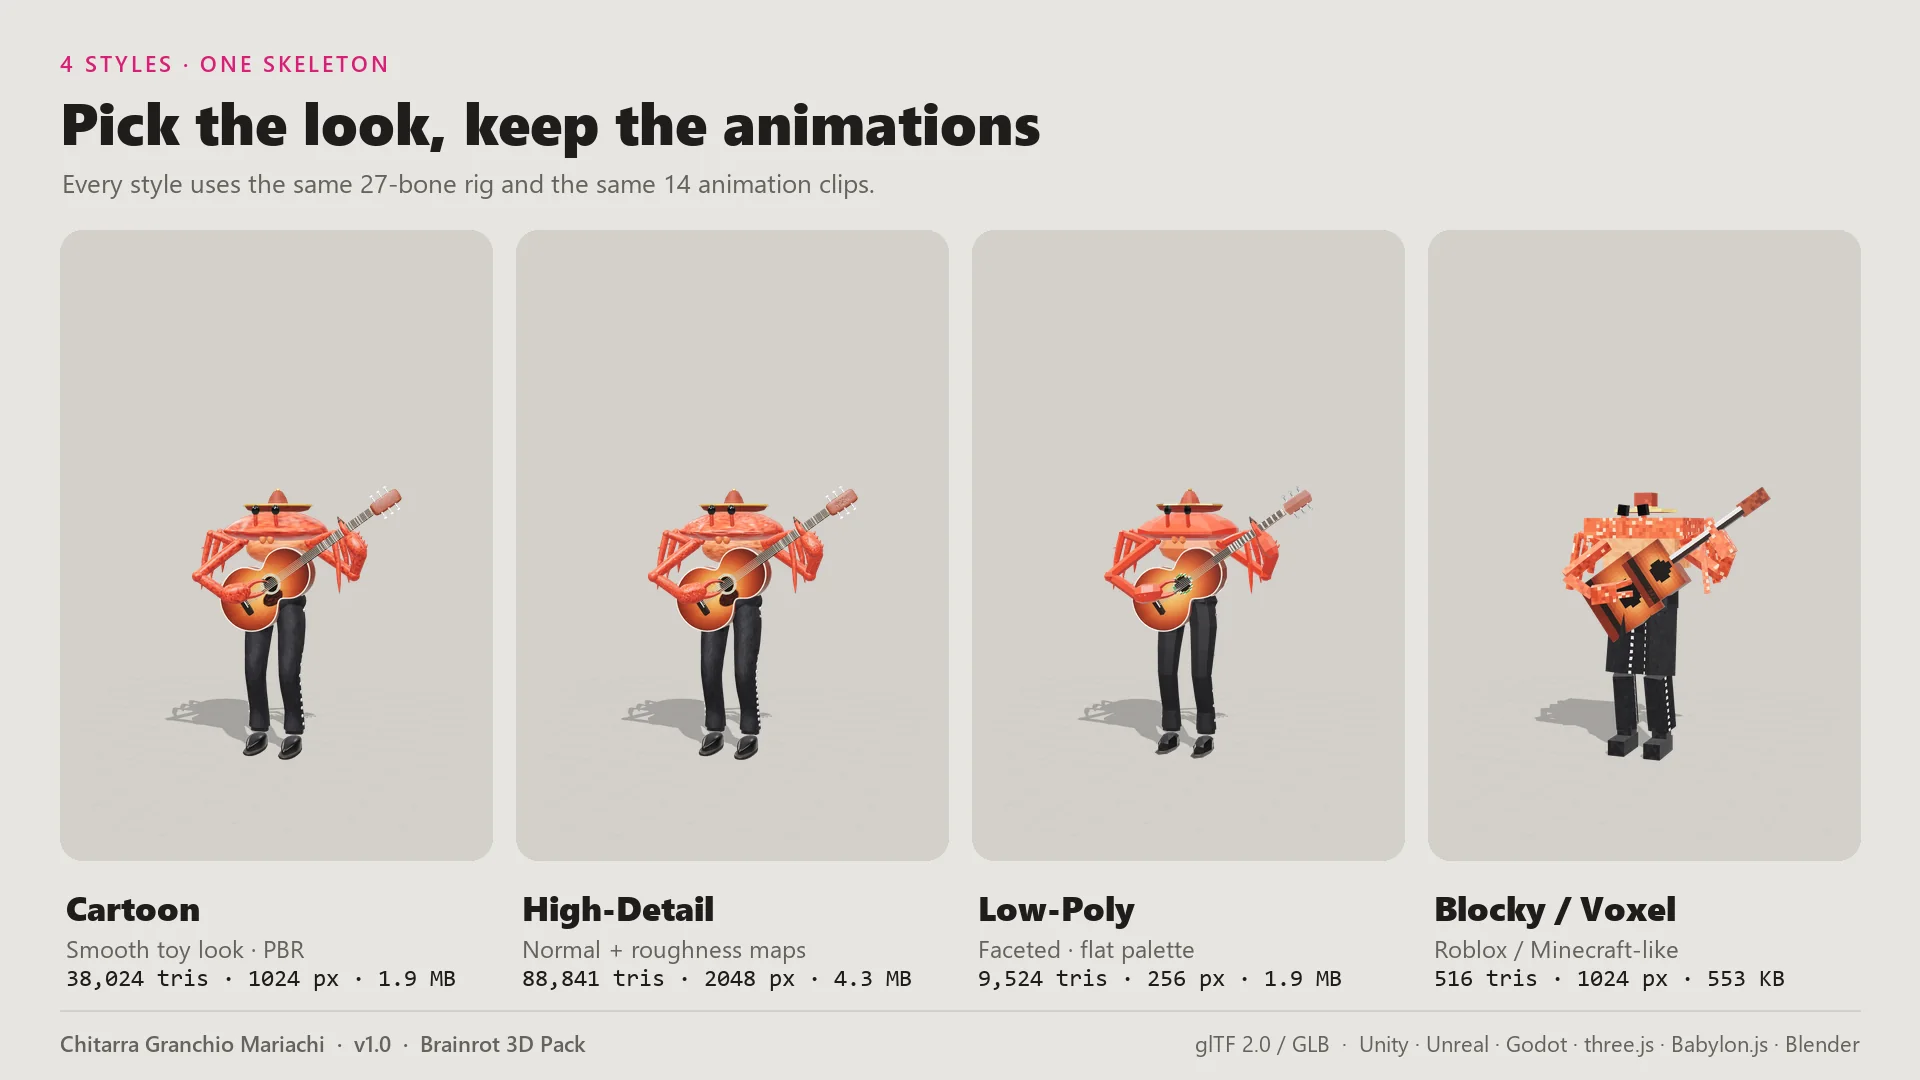 4 STYLES · ONE SKELETON
Pick the look, keep the animations
Every style uses the same 27-bone rig and the same 14 animation clips.
Cartoon
Smooth toy look · PBR
38,024 tris · 1024 px · 1.9 MB
High-Detail
Normal + roughness maps
88,841 tris · 2048 px · 4.3 MB
Low-Poly
Faceted · flat palette
9,524 tris · 256 px · 1.9 MB
Blocky / Voxel
Roblox / Minecraft-like
516 tris · 1024 px · 553 KB
Chitarra Granchio Mariachi · v1.0 · Brainrot 3D Pack
glTF 2.0 / GLB · Unity · Unreal · Godot · three.js · Babylon.js · Blender